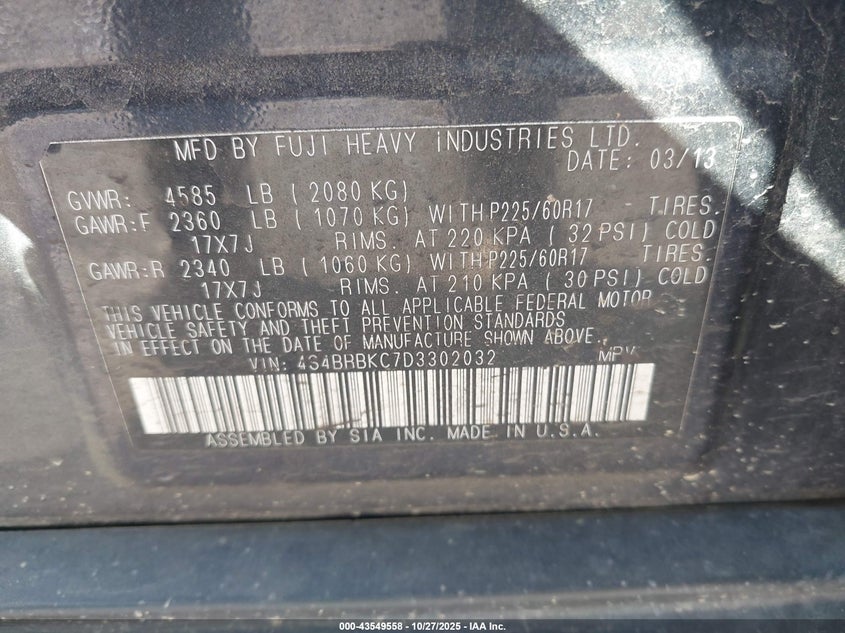 MFD BY FUJI HEAVY INDUSTRIES LTD.
DATE: 03/13
GVWR: 4585 LB ( 2080 KG)
GAWR:F 2360 LB ( 1070 KG) WITH P225/60R17 - TIRES.
17X7J RIMS. AT 220 KPA ( 32 PSI) COLD
GAWR:R 2340 LB ( 1060 KG) WITH P225/60R17 TIRES.
17X7J RIMS. AT 210 KPA ( 30 PSI) COLD
THIS VEHICLE CONFORMS TO ALL APPLICABLE FEDERAL MOTOR
VEHICLE SAFETY AND THEFT PREVENTION STANDARDS
IN EFFECT ON THE DATE OF MANUFACTURE SHOWN ABOVE.
VIN: 4S4BRBKC7D3302032 MPV
ASSEMBLED BY SIA INC. MADE IN U.S.A.
000-43549558 - 10/27/2025 - IAA Inc.